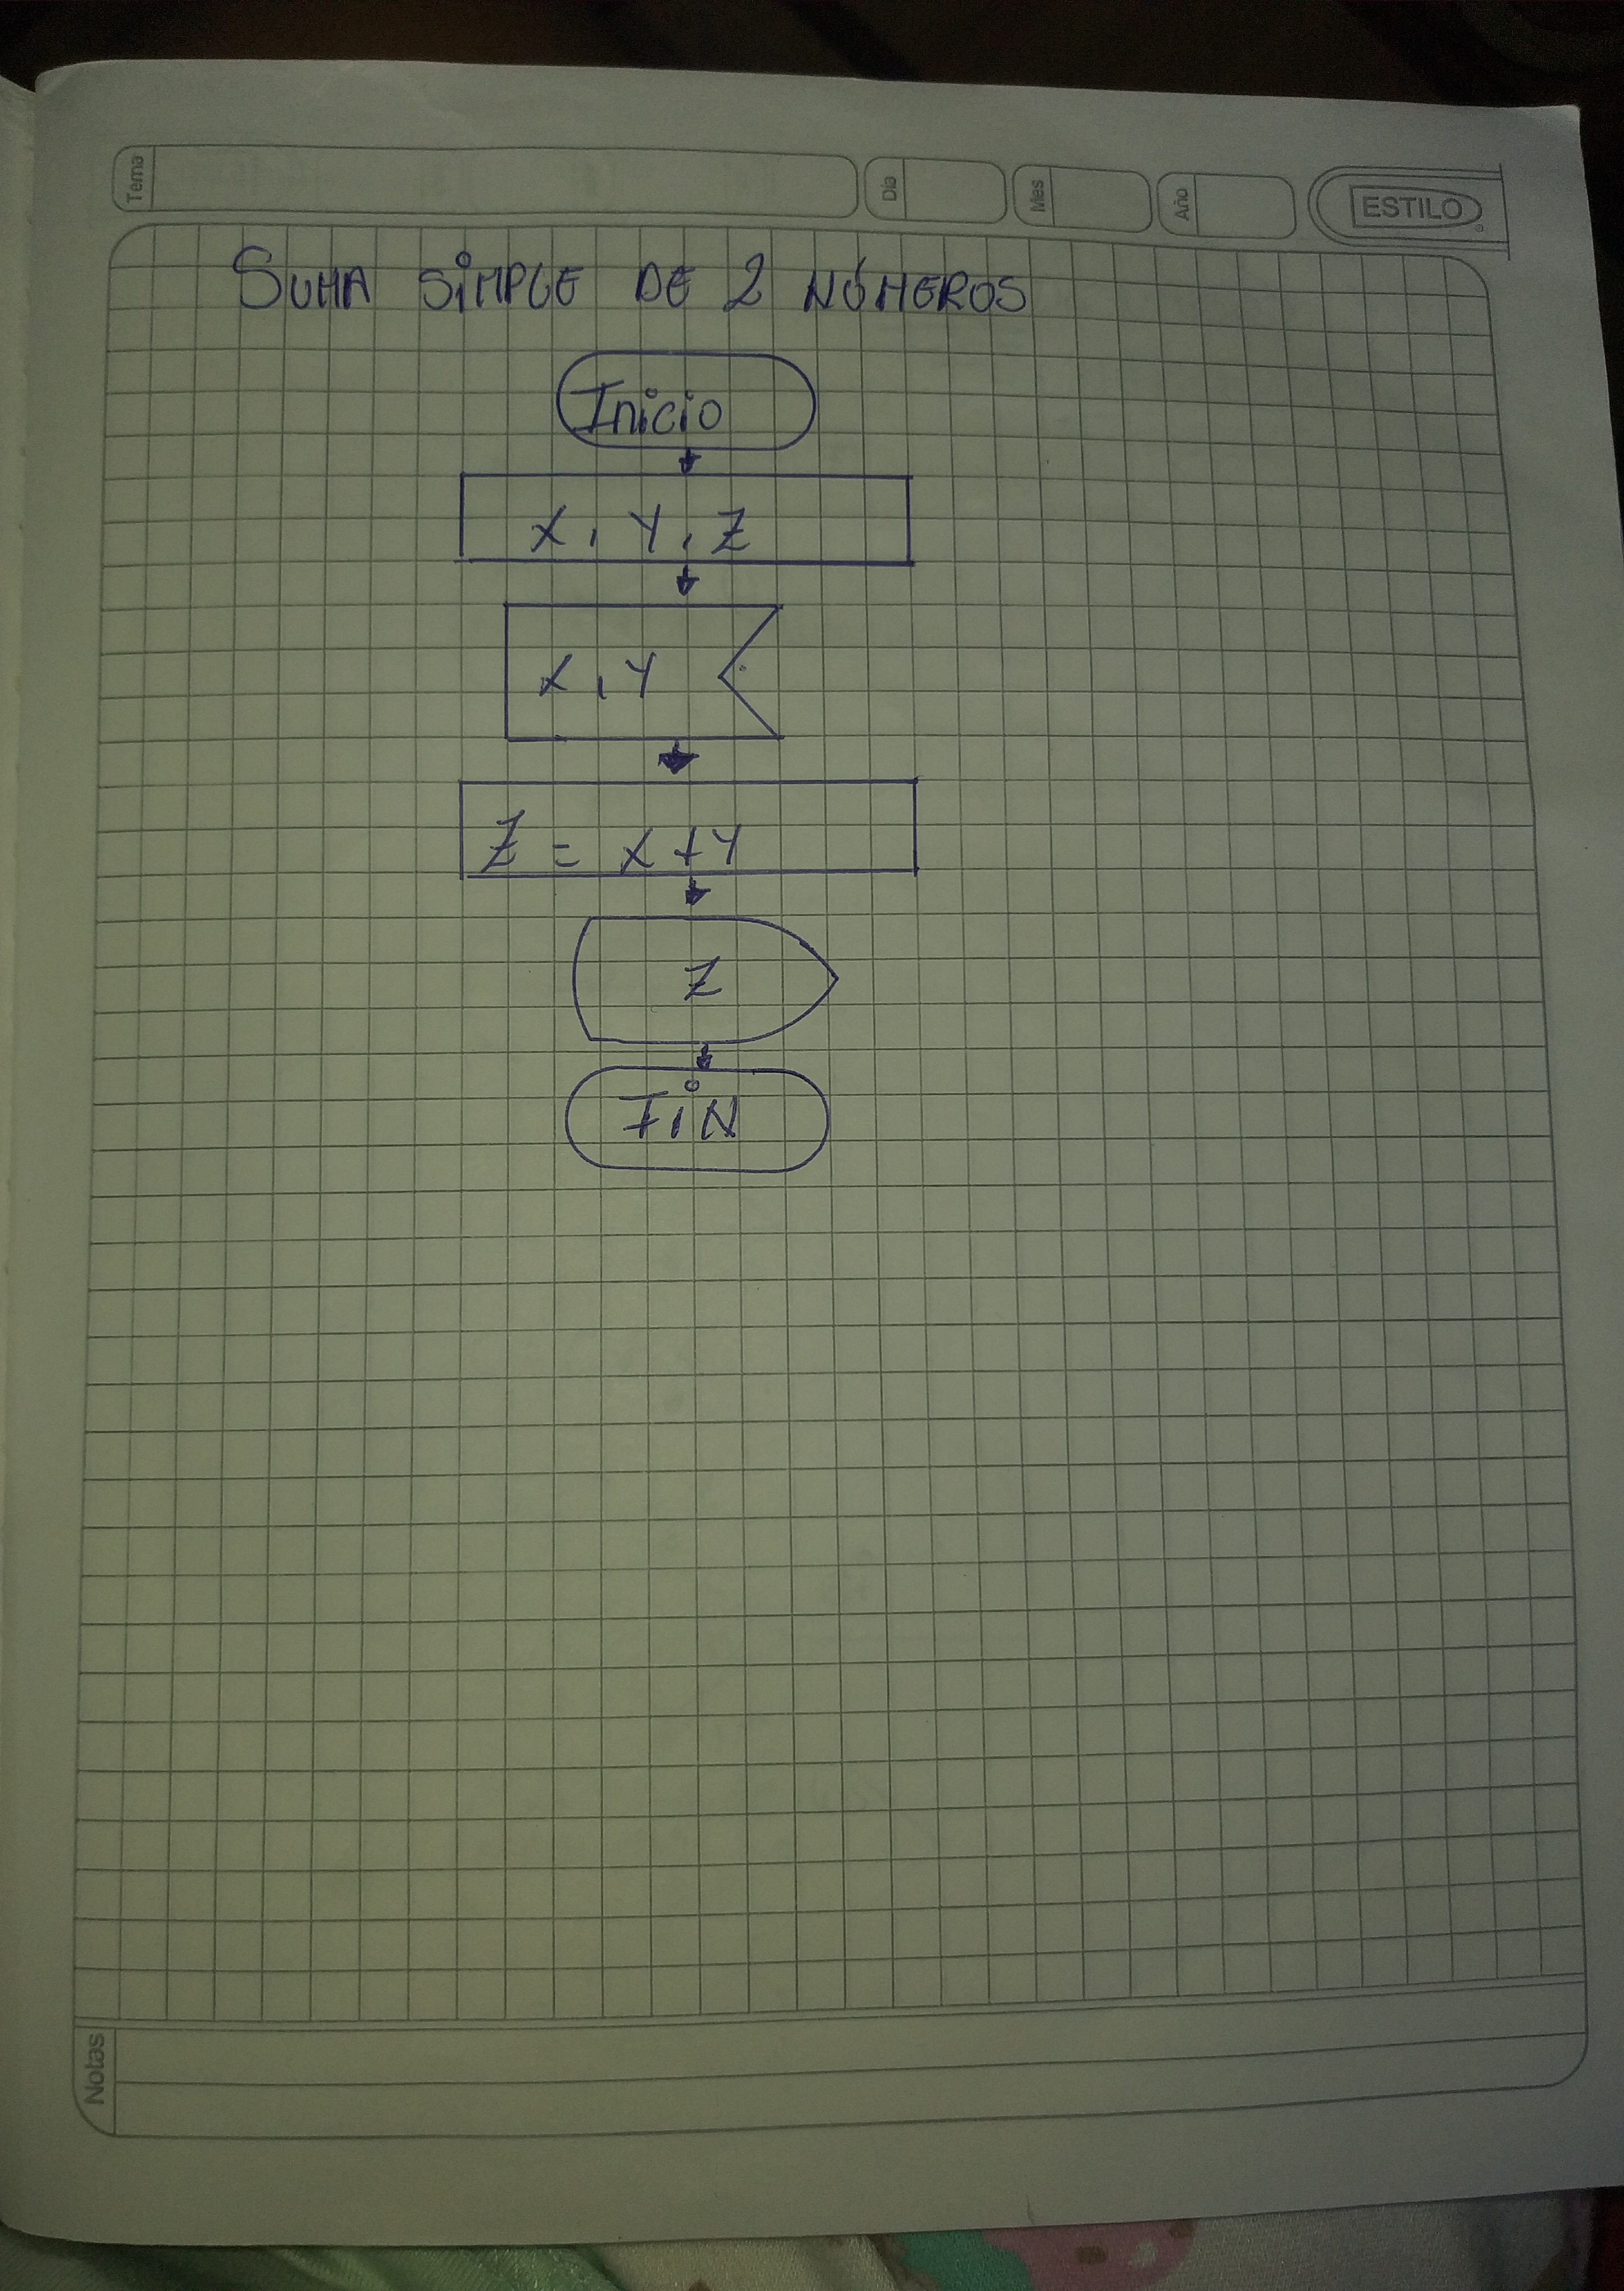 Tema
Día
Mes
Año
ESTILO
SUMA SIMPLE DE 2 NÚMEROS
Inicio
X, Y, Z
X, Y
Z = X + Y
Z
FIN
Notas